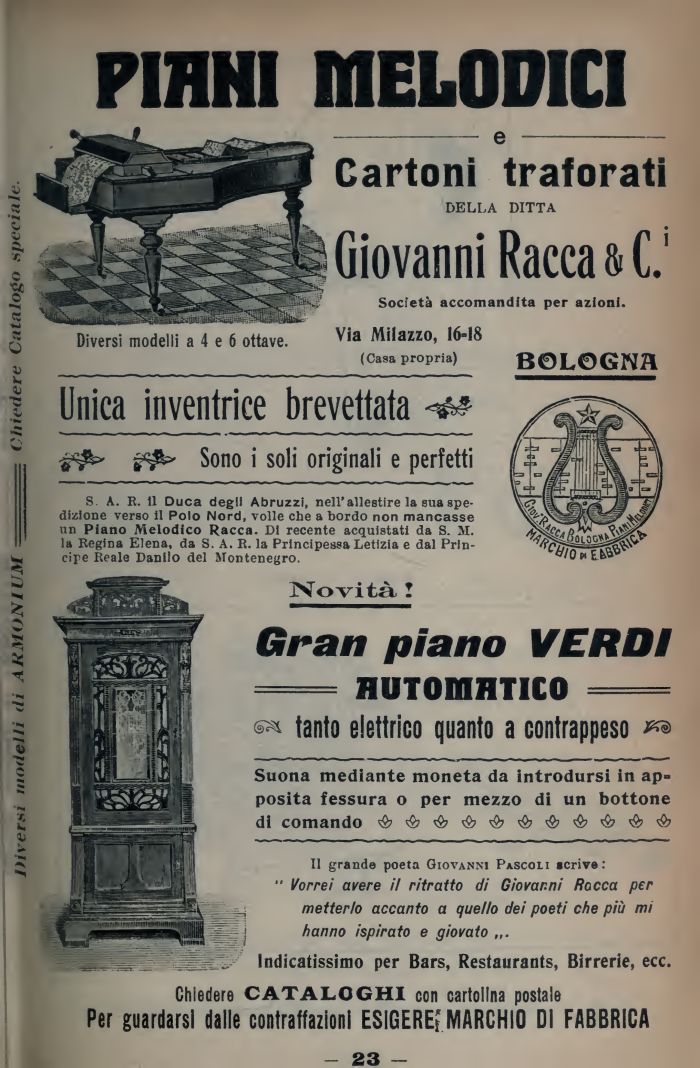 PIANI MELODICI
e
Cartoni traforati
DELLA DITTA
Giovanni Racca & C.i
Società accomandita per azioni.
Diversi modelli a 4 e 6 ottave.
Via Milazzo, 16-18
(Casa propria)
BOLOGNA
Unica inventrice brevettata
Sono i soli originali e perfetti
S. A. R. il Duca degli Abruzzi, nell'allestire la sua spe-
dizione verso il Polo Nord, volle che a bordo non mancasse
un Piano Melodico Racca. Di recente acquistati da S. M.
la Regina Elena, da S. A. R. la Principessa Letizia e dal Prin-
cipe Reale Danilo del Montenegro.
GIOV. RACCA BOLOGNA PIANI MELODICI
MARCHIO DI FABBRICA
Novità!
Gran piano VERDI
AUTOMATICO
tanto elettrico quanto a contrappeso
Suona mediante moneta da introdursi in ap-
posita fessura o per mezzo di un bottone
di comando
Il grande poeta GIOVANNI PASCOLI scrive:
" Vorrei avere il ritratto di Giovanni Racca per
metterlo accanto a quello dei poeti che più mi
hanno ispirato e giovato „.
Indicatissimo per Bars, Restaurants, Birrerie, ecc.
Chiedere CATALOGHI con cartolina postale
Per guardarsi dalle contraffazioni ESIGERE MARCHIO DI FABBRICA
Diversi modelli di ARMONIUM Chiedere Catalogo speciale.
- 23 -